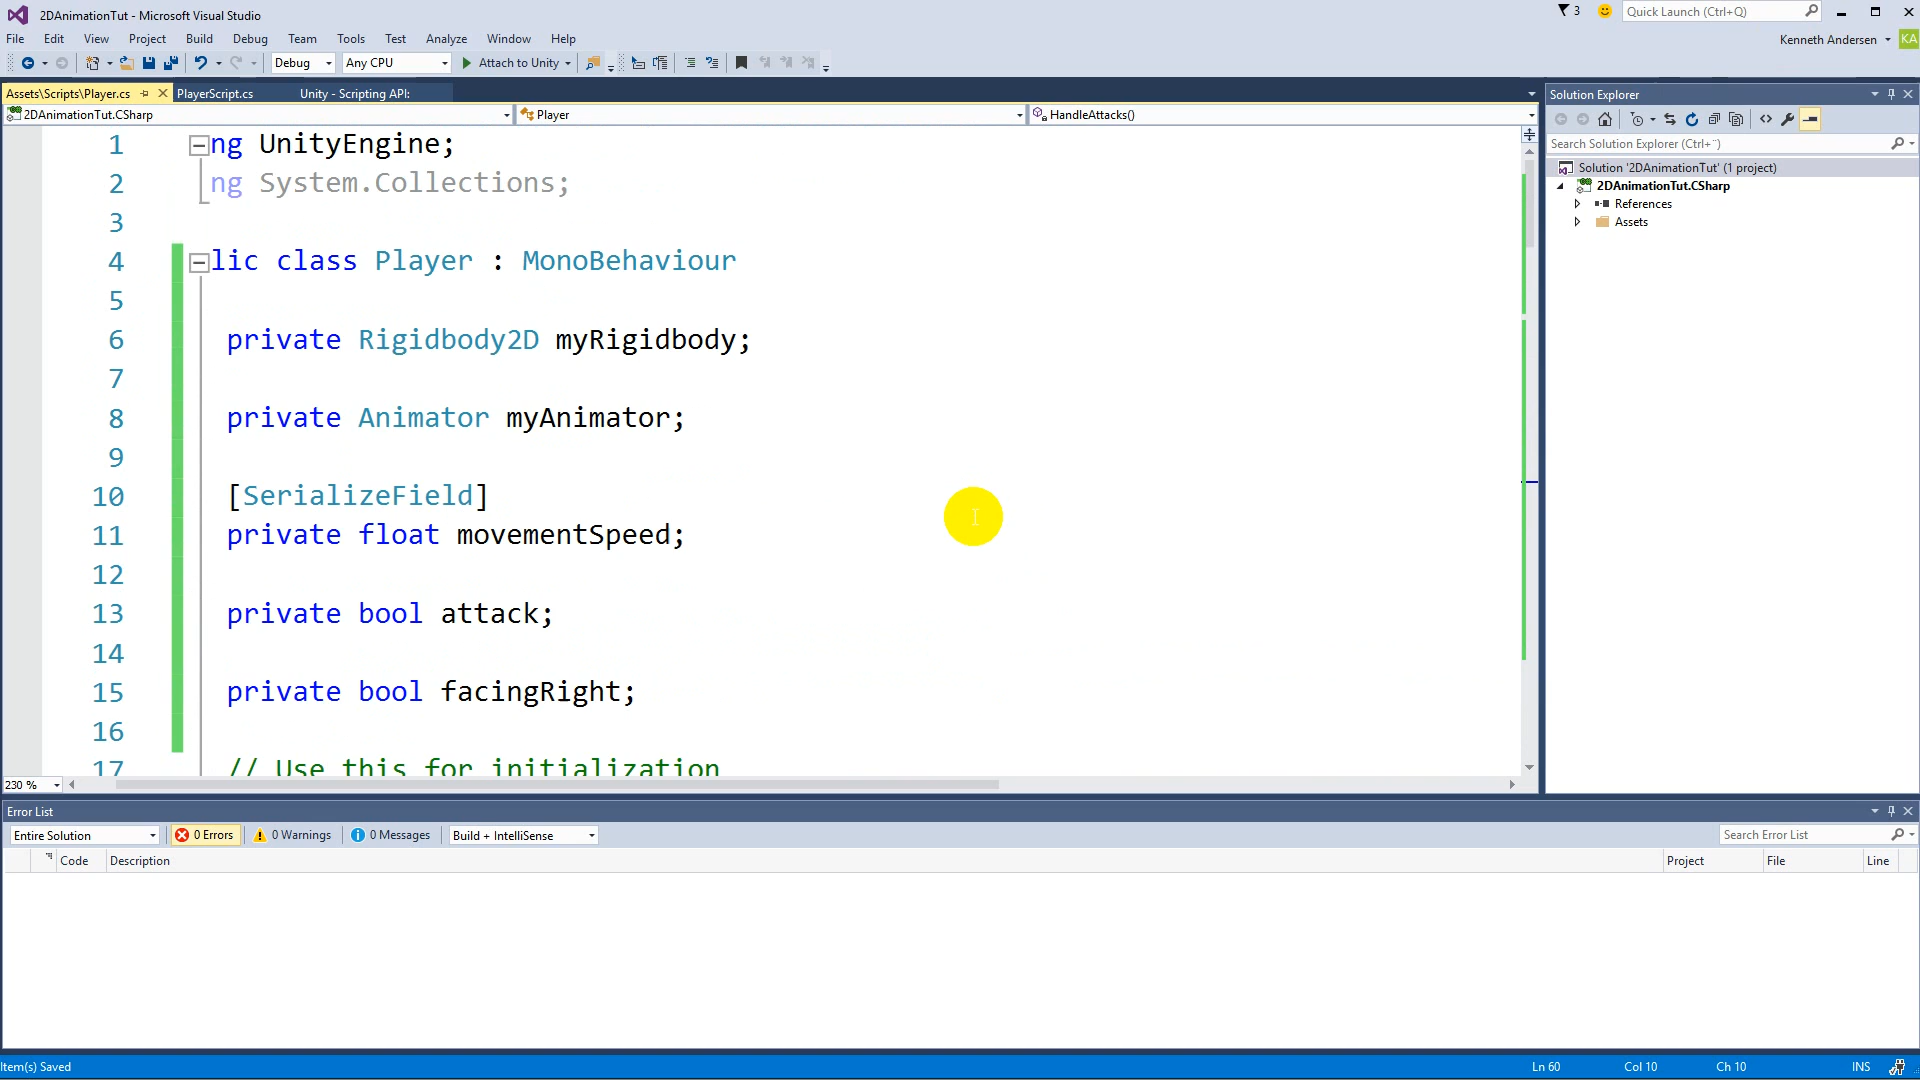 2DAnimationTut - Microsoft Visual Studio
3
Quick Launch (Ctrl+Q)
File Edit View Project Build Debug Team Tools Test Analyze Window Help
Kenneth Andersen KA
Debug Any CPU Attach to Unity
Assets\Scripts\Player.cs PlayerScript.cs Unity - Scripting API:
2DAnimationTut.CSharp Player HandleAttacks()
1 ng UnityEngine;
2 ng System.Collections;
3
4 lic class Player : MonoBehaviour
5
6 private Rigidbody2D myRigidbody;
7
8 private Animator myAnimator;
9
10 [SerializeField]
11 private float movementSpeed;
12
13 private bool attack;
14
15 private bool facingRight;
16
17 // Use this for initialization
230 %
Solution Explorer
Search Solution Explorer (Ctrl+¨)
Solution '2DAnimationTut' (1 project)
2DAnimationTut.CSharp
References
Assets
Error List
Entire Solution 0 Errors 0 Warnings 0 Messages Build + IntelliSense
Search Error List
Code Description Project File Line
Item(s) Saved Ln 60 Col 10 Ch 10 INS